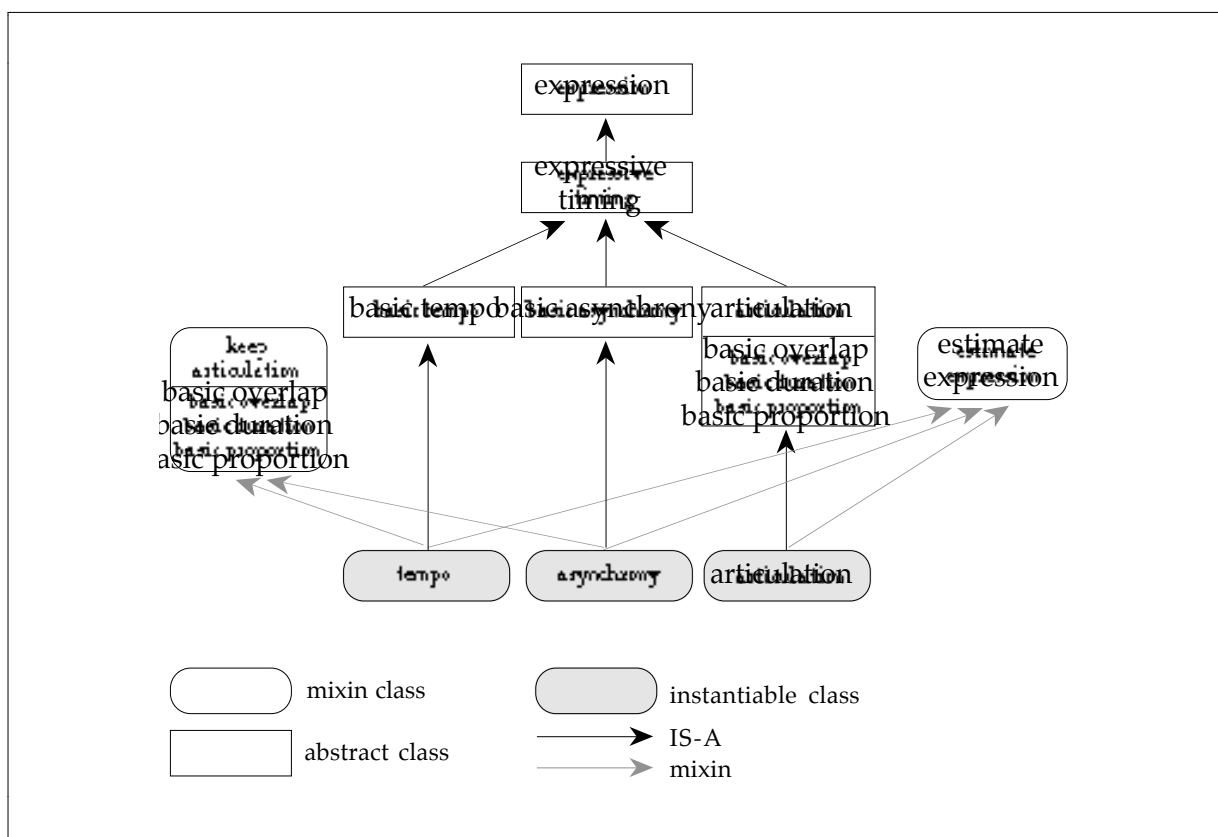 expression
expressive
timing
basic tempo
basic asynchrony
articulation
basic overlap
basic duration
basic proportion
keep
articulation
basic overlap
basic duration
basic proportion
estimate
expression
tempo
asynchrony
articulation
mixin class
instantiable class
abstract class
IS-A
mixin